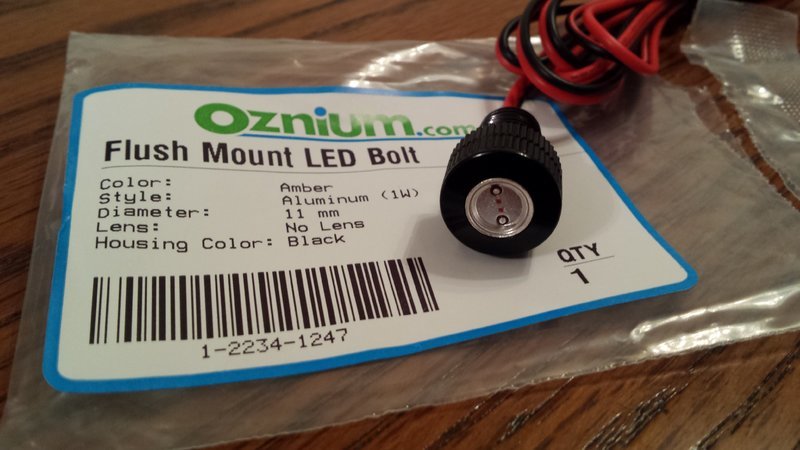 Oznium.com
Flush Mount LED Bolt
Color: Amber
Style: Aluminum (1W)
Diameter: 11 mm
Lens: No Lens
Housing Color: Black
QTY
1
1-2234-1247